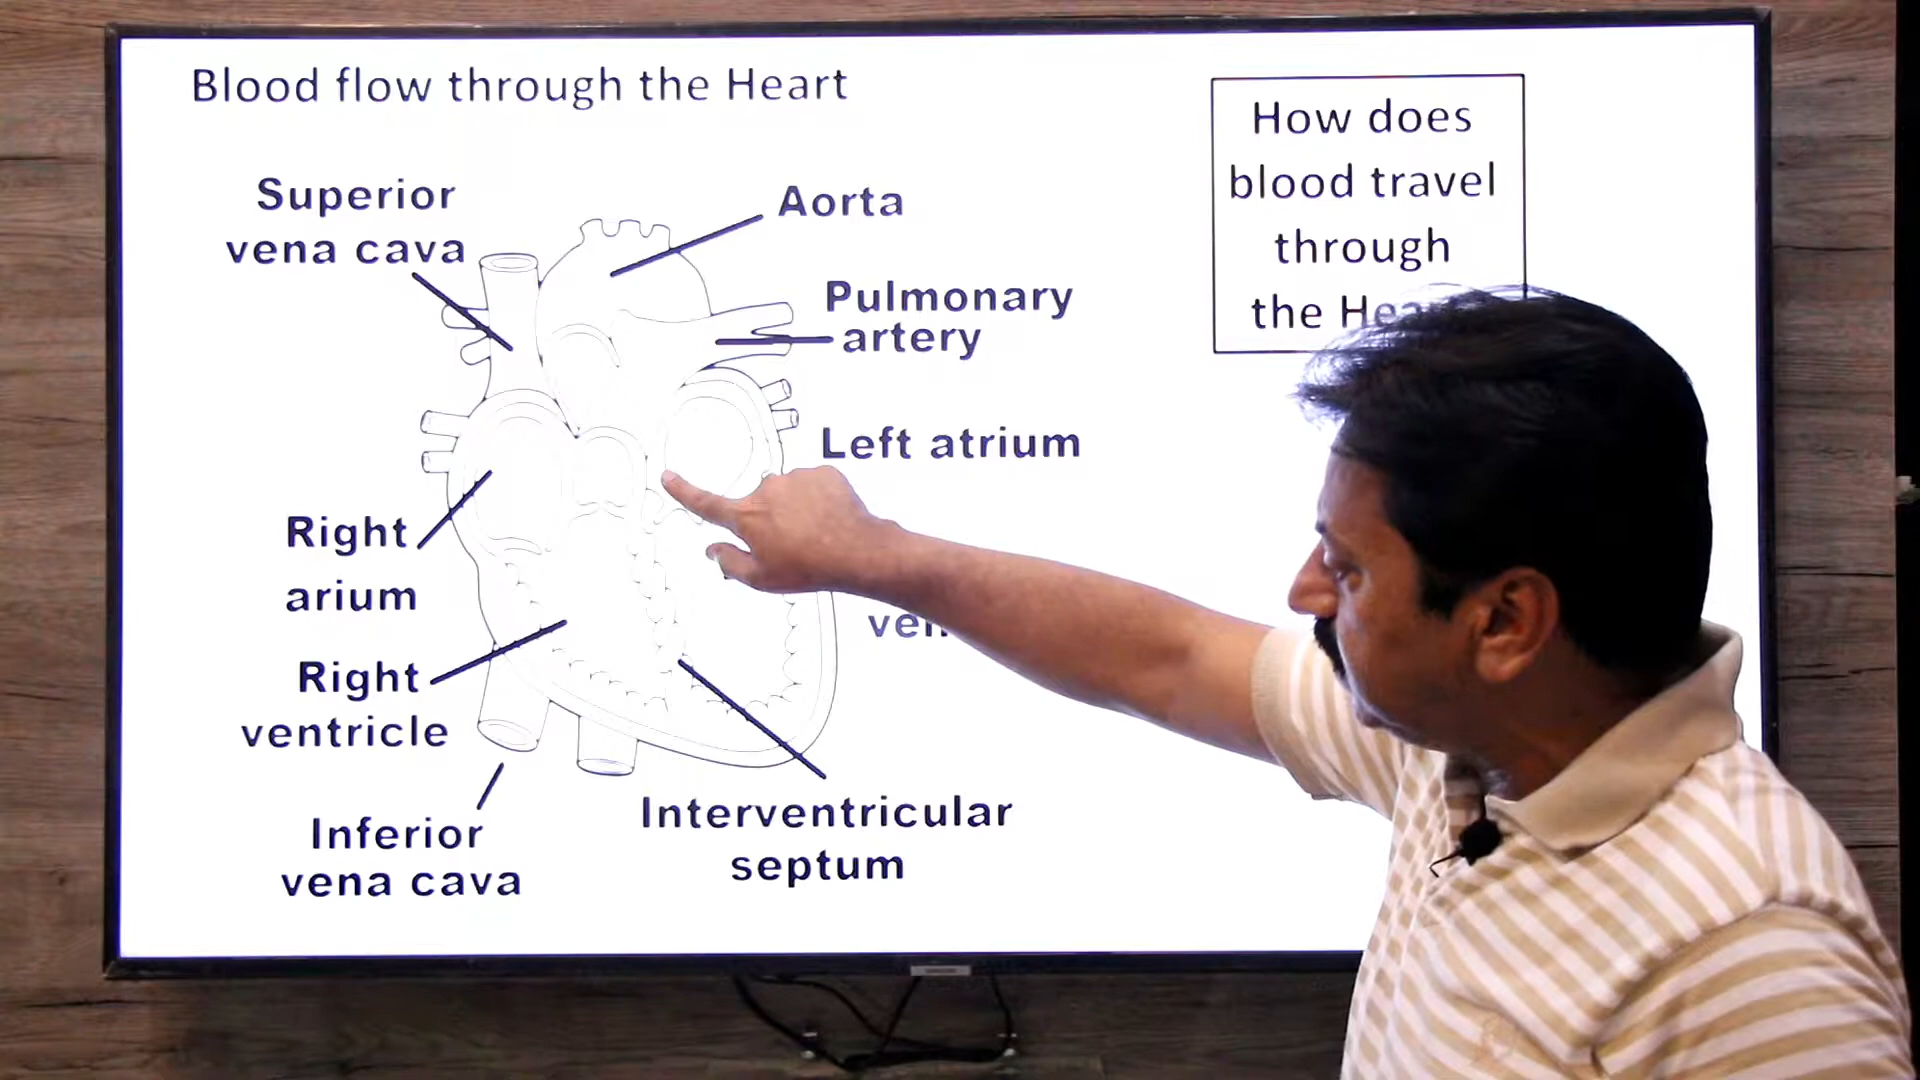 Blood flow through the Heart
How does
blood travel
through
the
Superior
vena cava
Aorta
Pulmonary
artery
Left atrium
Right
arium
Right
ventricle
Inferior
vena cava
Interventricular
septum